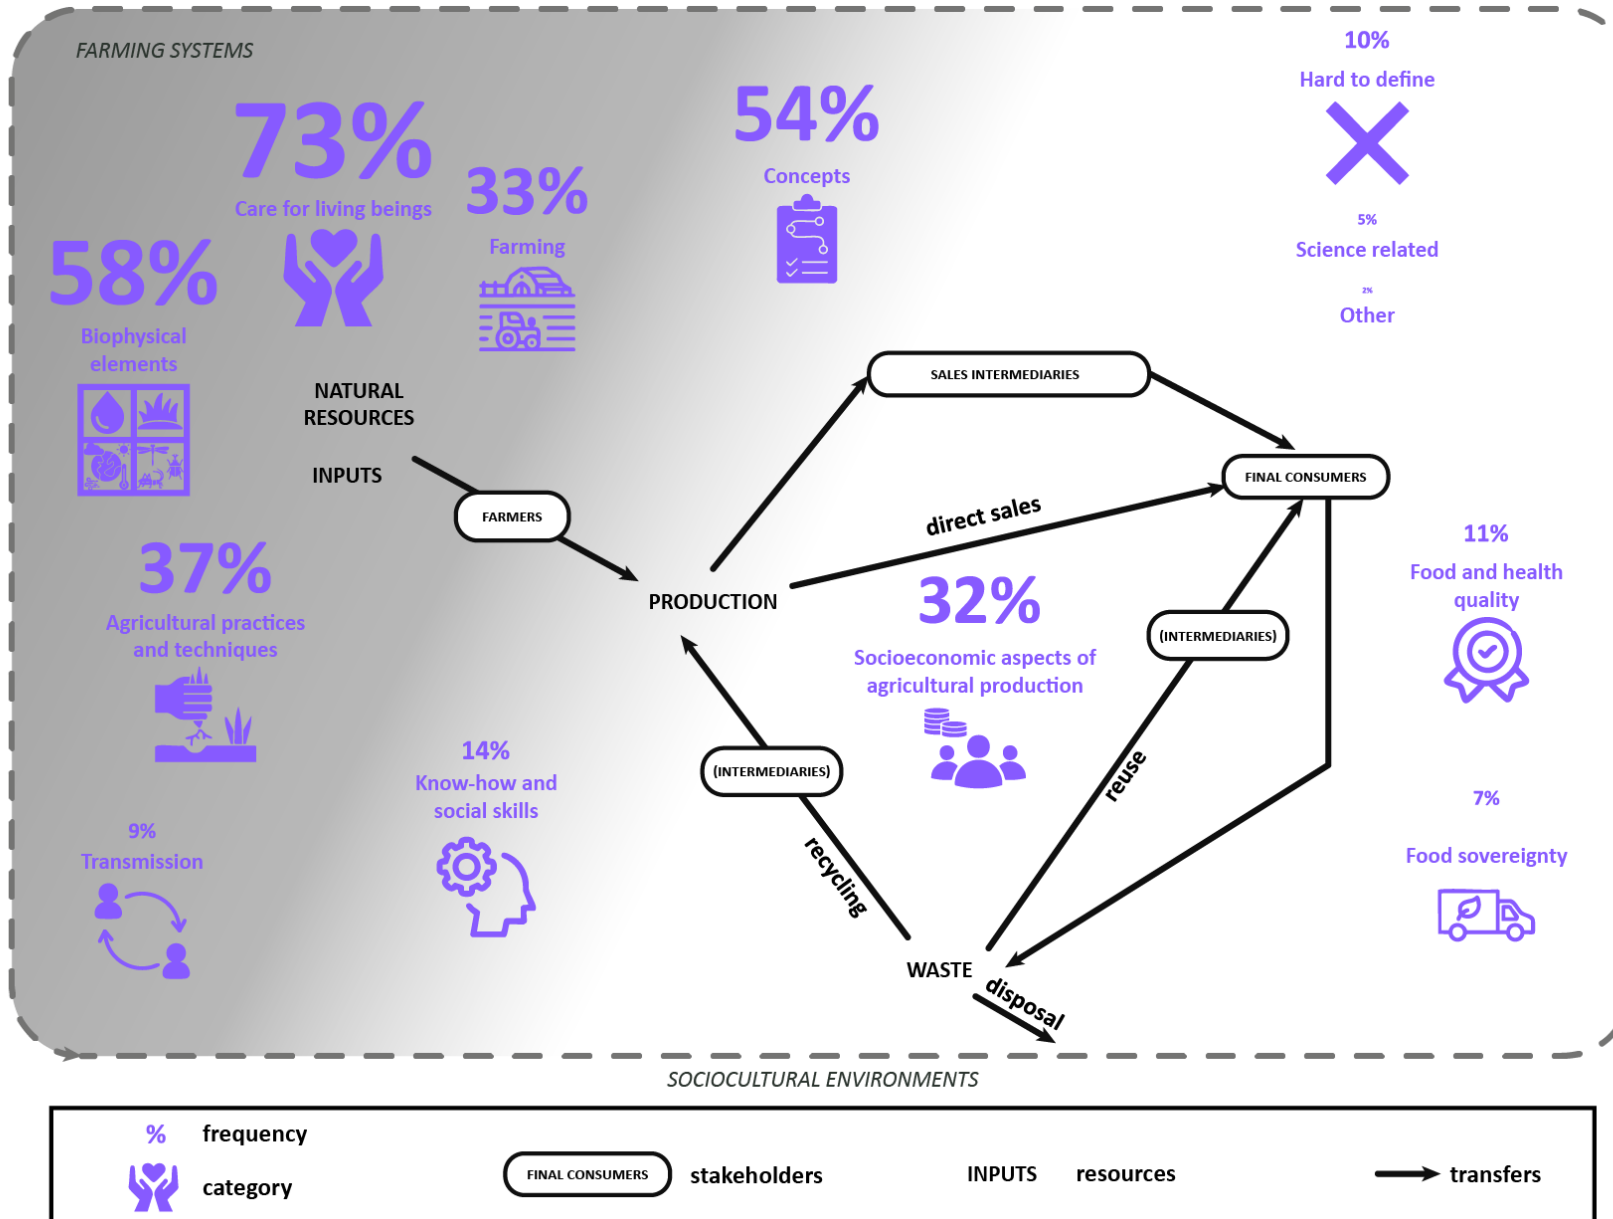 FARMING SYSTEMS
73%
Care for living beings
33%
Farming
58%
Biophysical
elements
54%
Concepts
10%
Hard to define
5%
Science related
2%
Other
NATURAL
RESOURCES
INPUTS
FARMERS
SALES INTERMEDIARIES
FINAL CONSUMERS
direct sales
PRODUCTION
37%
Agricultural practices
and techniques
32%
Socioeconomic aspects of
agricultural production
(INTERMEDIARIES)
11%
Food and health
quality
14%
Know-how and
social skills
(INTERMEDIARIES)
reuse
recycling
9%
Transmission
7%
Food sovereignty
WASTE
disposal
SOCIOCULTURAL ENVIRONMENTS
% frequency
category
FINAL CONSUMERS stakeholders
INPUTS resources
transfers